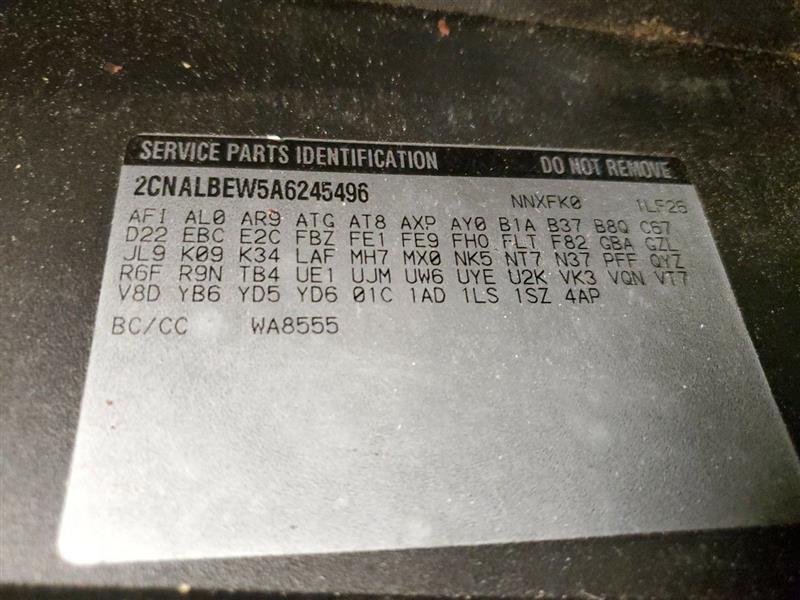 SERVICE PARTS IDENTIFICATION DO NOT REMOVE
2CNALBEW5A6245496 NNXFK0 1LF26
AFI AL0 AR9 ATG AT8 AXP AY0 B1A B37 B8Q C67
D22 EBC E2C FBZ FE1 FE9 FHO FLT F82 GBA GZL
JL9 K09 K34 LAF MH7 MX0 NK5 NT7 N37 PFF QYZ
R6F R9N TB4 UE1 UJM UW6 UYE U2K VK3 VQN VT7
V8D YB6 YD5 YD6 01C 1AD 1LS 1SZ 4AP
BC/CC WA8555